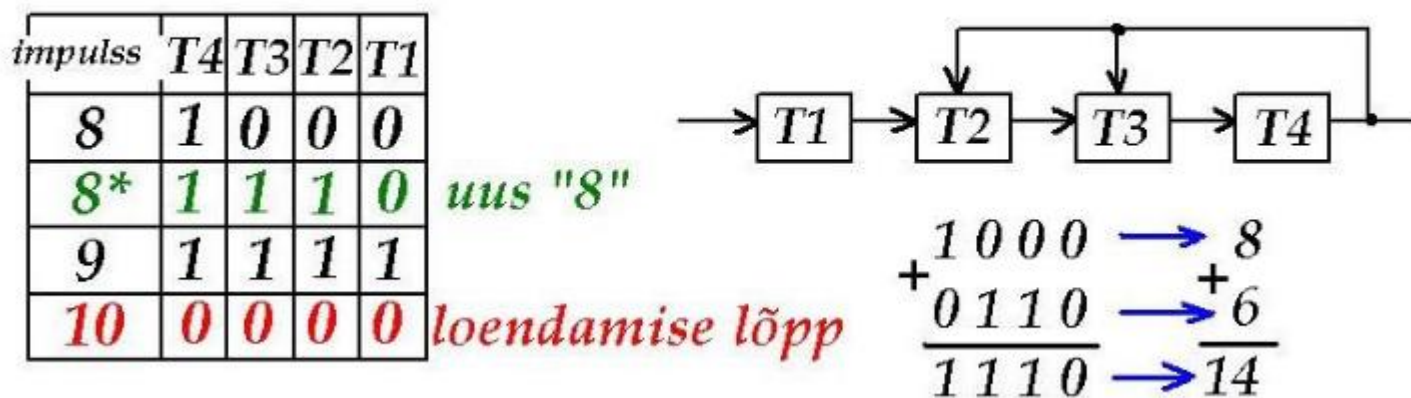 impulss T4 T3 T2 T1
8 1 0 0 0
8* 1 1 1 0 uus "8"
9 1 1 1 1
10 0 0 0 0 loendamise lõpp
T1 T2 T3 T4
1 0 0 0 8
+ +
0 1 1 0 6
1 1 1 0 14